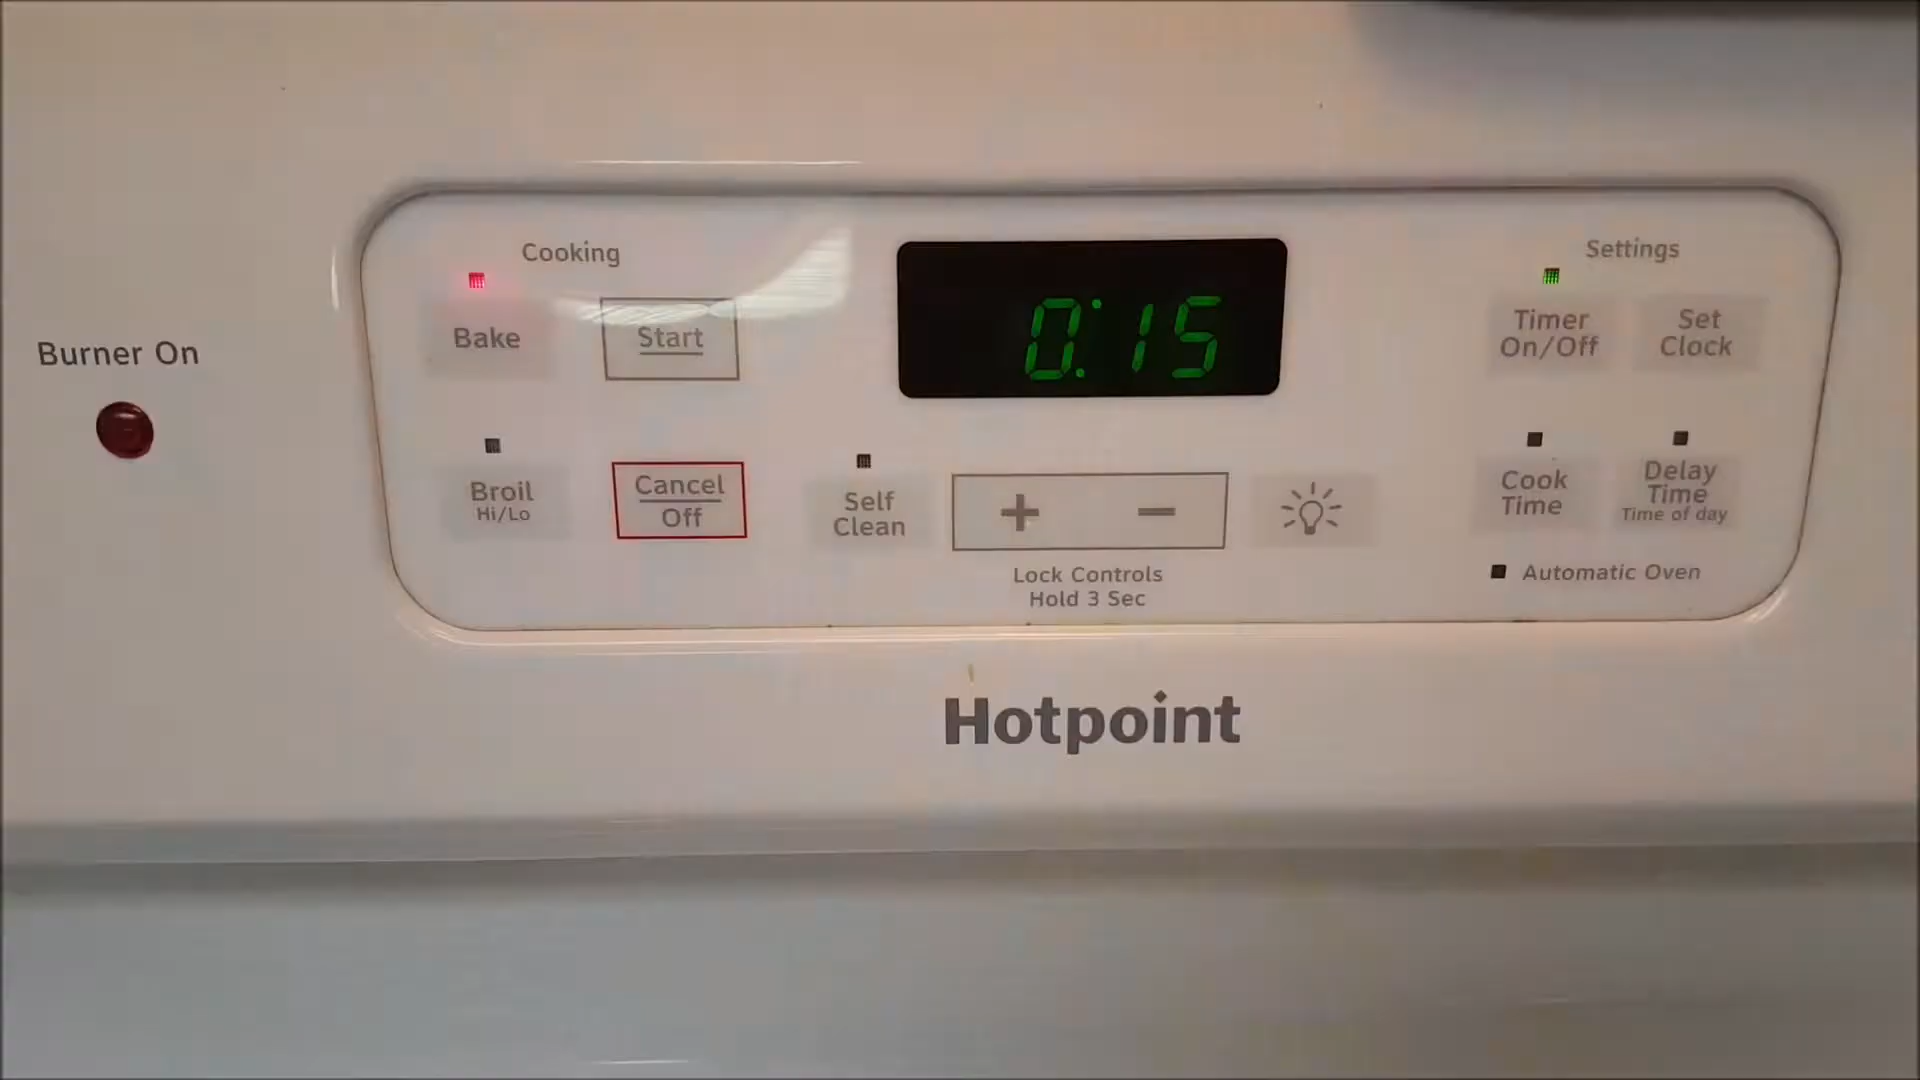 Cooking
Settings
Bake
Start
0:15
Timer
On/Off
Set
Clock
Burner On
Broil
Hi/Lo
Cancel
Off
Self
Clean
+ −
Cook
Time
Delay
Time
Time of day
Lock Controls
Hold 3 Sec
Automatic Oven
Hotpoint